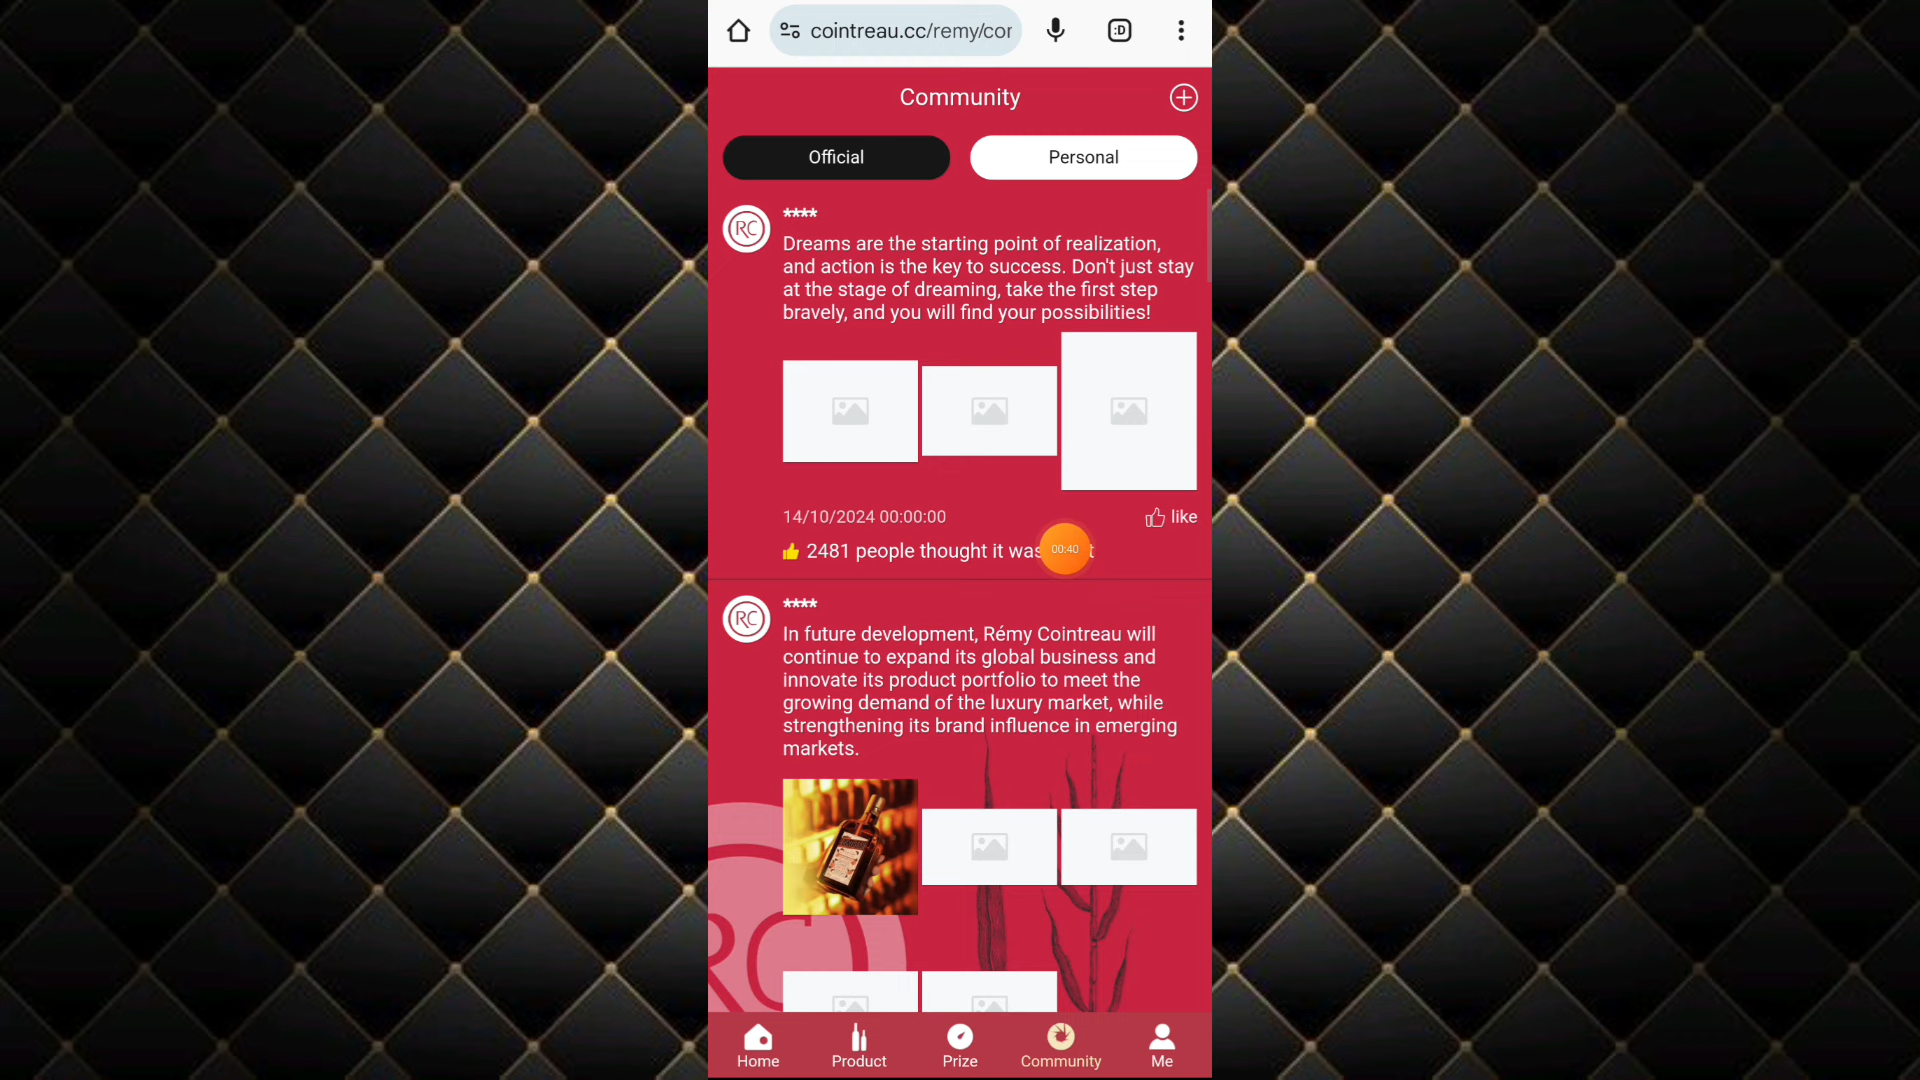 cointreau.cc/remy/cor
:D
Community
Official
Personal
RC
****
Dreams are the starting point of realization,
and action is the key to success. Don't just stay
at the stage of dreaming, take the first step
bravely, and you will find your possibilities!
14/10/2024 00:00:00
like
2481 people thought it was
00:40
t
RC
****
In future development, Rémy Cointreau will
continue to expand its global business and
innovate its product portfolio to meet the
growing demand of the luxury market, while
strengthening its brand influence in emerging
markets.
RC
Home
Product
Prize
Community
Me